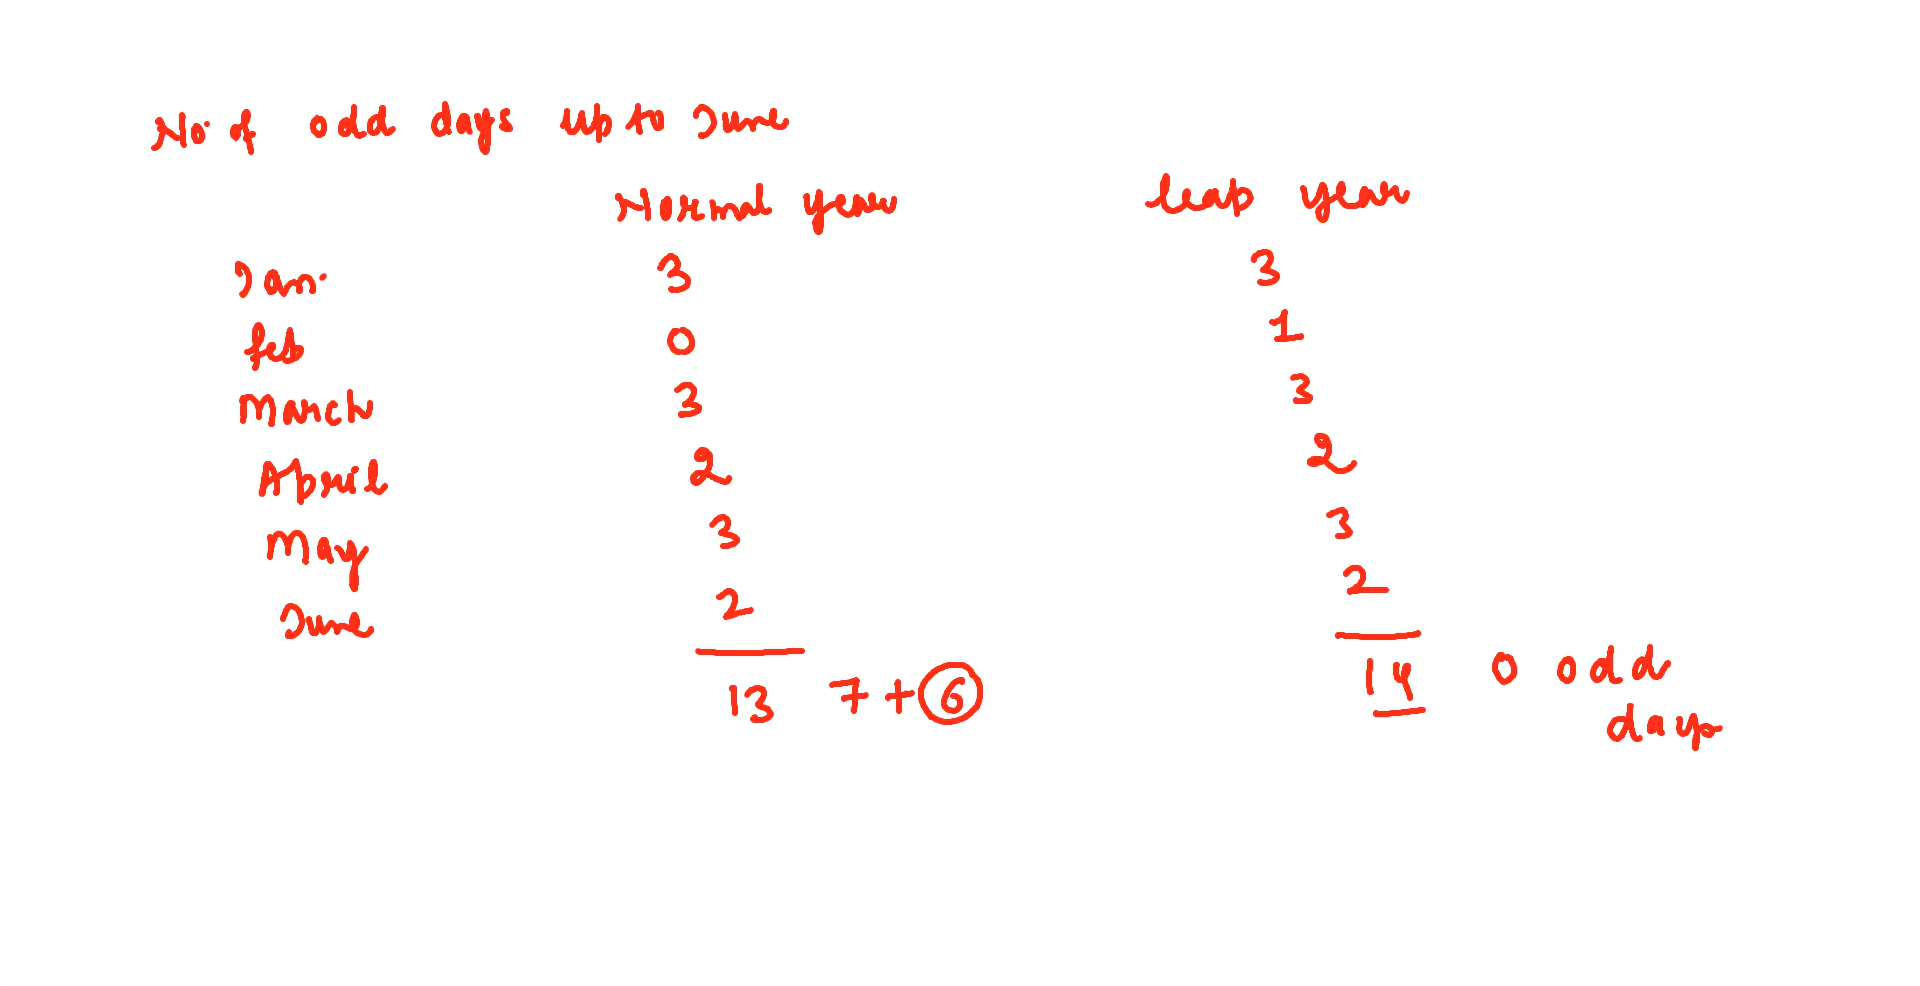 No. of odd days up to June
Normal year leap year
Jan. 3 3
feb 0 1
March 3 3
April 2 2
May 3 3
June 2 2
13 7 + 6 14 0 odd
days